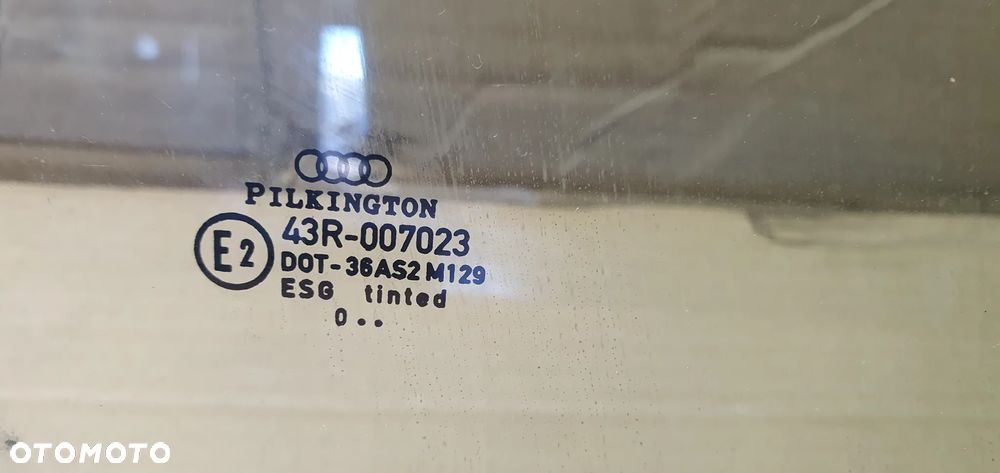 PILKINGTON
E2
43R-007023
DOT-36AS2 M129
ESG tinted
0••
OTOMOTO